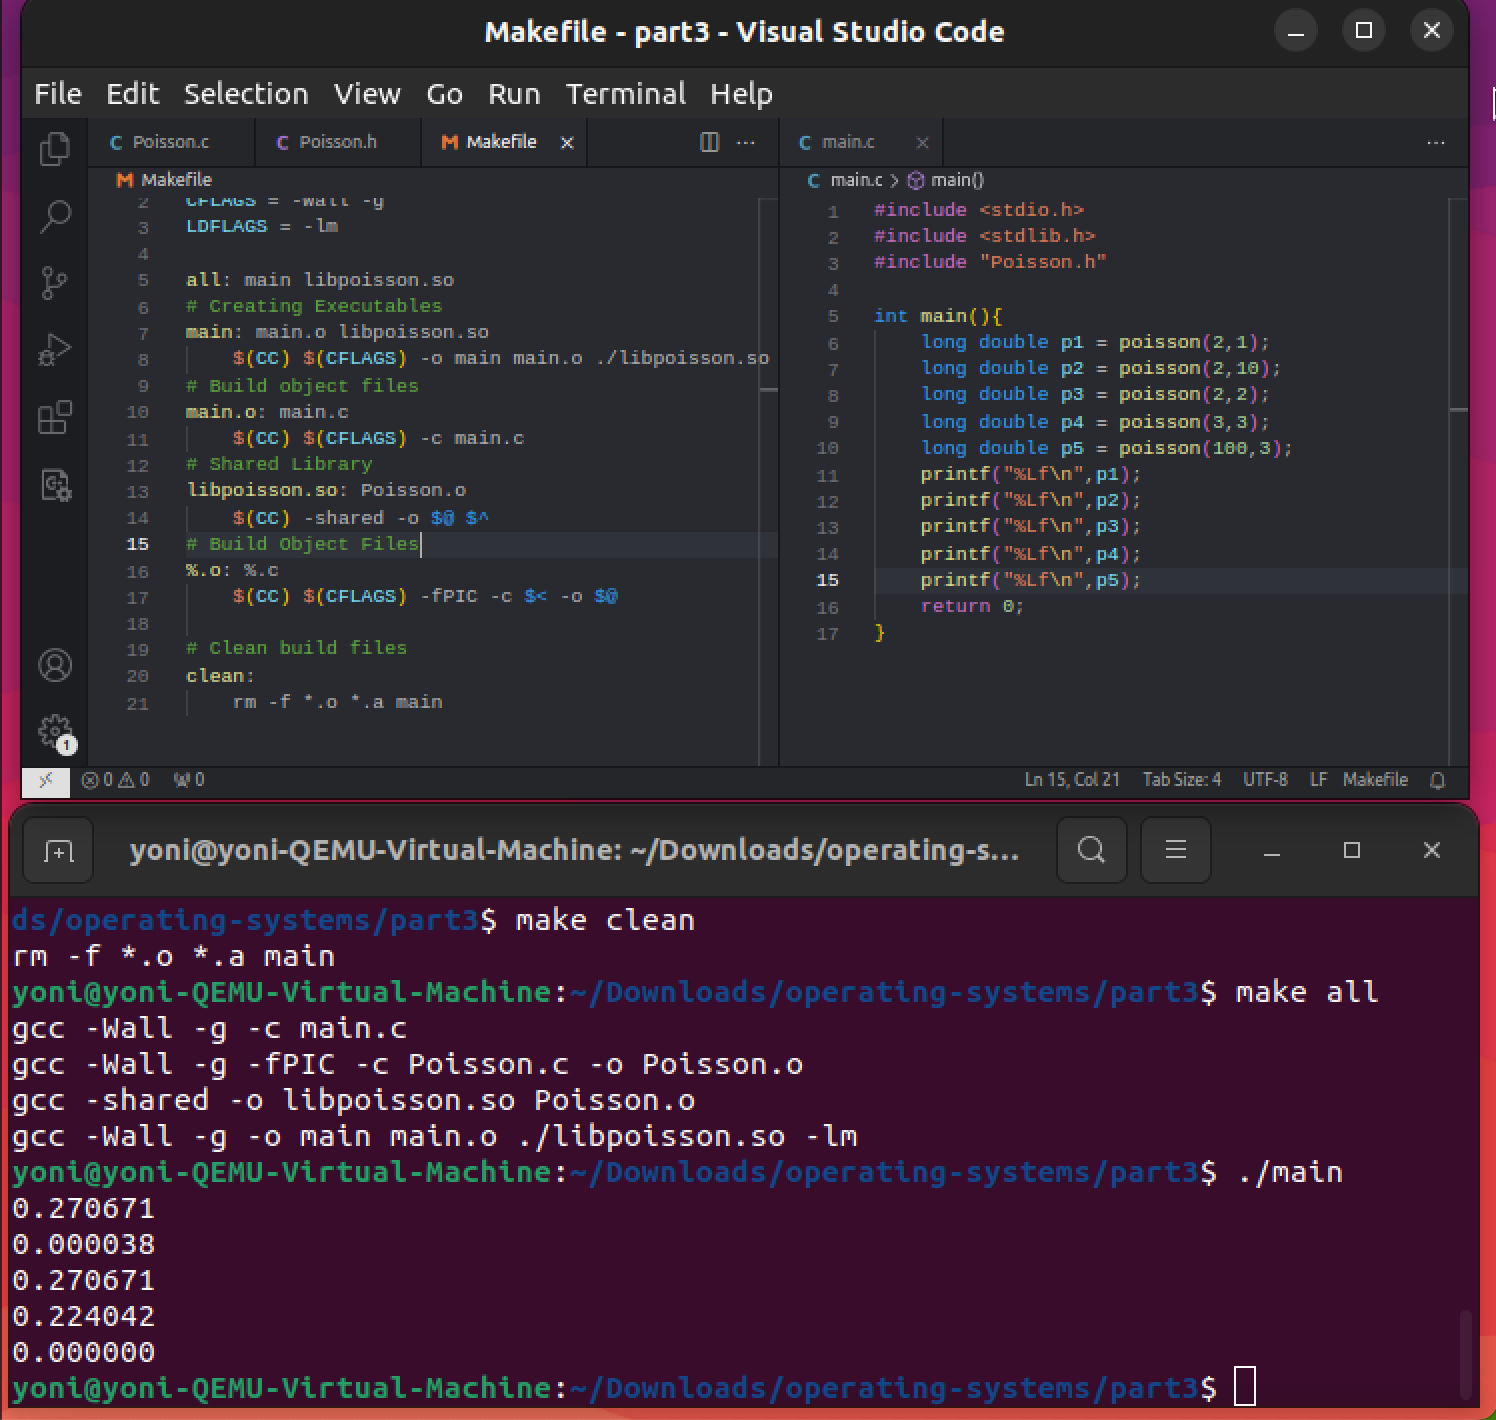 Makefile - part3 - Visual Studio Code
File Edit Selection View Go Run Terminal Help
C Poisson.c C Poisson.h M Makefile
M Makefile
2 CFLAGS = -Wall -g
3 LDFLAGS = -lm
4
5 all: main libpoisson.so
6 # Creating Executables
7 main: main.o libpoisson.so
8 $(CC) $(CFLAGS) -o main main.o ./libpoisson.so
9 # Build object files
10 main.o: main.c
11 $(CC) $(CFLAGS) -c main.c
12 # Shared Library
13 libpoisson.so: Poisson.o
14 $(CC) -shared -o $@ $^
15 # Build Object Files
16 %.o: %.c
17 $(CC) $(CFLAGS) -fPIC -c $< -o $@
18
19 # Clean build files
20 clean:
21 rm -f *.o *.a main
C main.c
C main.c > main()
1 #include <stdio.h>
2 #include <stdlib.h>
3 #include "Poisson.h"
4
5 int main(){
6 long double p1 = poisson(2,1);
7 long double p2 = poisson(2,10);
8 long double p3 = poisson(2,2);
9 long double p4 = poisson(3,3);
10 long double p5 = poisson(100,3);
11 printf("%Lf\n",p1);
12 printf("%Lf\n",p2);
13 printf("%Lf\n",p3);
14 printf("%Lf\n",p4);
15 printf("%Lf\n",p5);
16 return 0;
17 }
1
0 0 0 Ln 15, Col 21 Tab Size: 4 UTF-8 LF Makefile
yoni@yoni-QEMU-Virtual-Machine: ~/Downloads/operating-s...
ds/operating-systems/part3$ make clean
rm -f *.o *.a main
yoni@yoni-QEMU-Virtual-Machine:~/Downloads/operating-systems/part3$ make all
gcc -Wall -g -c main.c
gcc -Wall -g -fPIC -c Poisson.c -o Poisson.o
gcc -shared -o libpoisson.so Poisson.o
gcc -Wall -g -o main main.o ./libpoisson.so -lm
yoni@yoni-QEMU-Virtual-Machine:~/Downloads/operating-systems/part3$ ./main
0.270671
0.000038
0.270671
0.224042
0.000000
yoni@yoni-QEMU-Virtual-Machine:~/Downloads/operating-systems/part3$